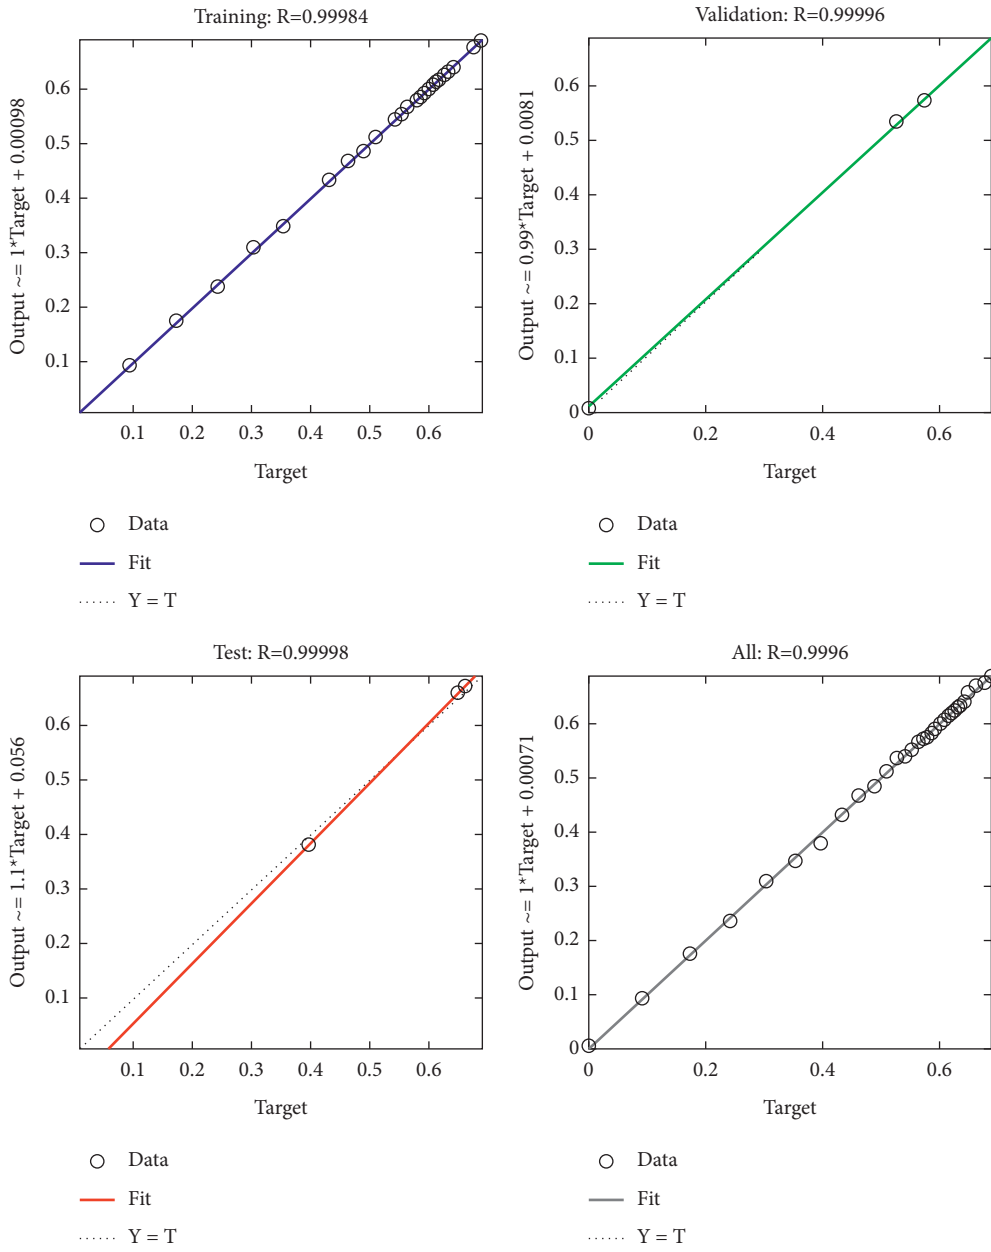 Training: R=0.99984
Output ~= 1*Target + 0.00098
0.6
0.5
0.4
0.3
0.2
0.1
0.1 0.2 0.3 0.4 0.5 0.6
Target
Data
Fit
Y = T
Validation: R=0.99996
Output ~= 0.99*Target + 0.0081
0.6
0.5
0.4
0.3
0.2
0.1
0
0 0.2 0.4 0.6
Target
Data
Fit
Y = T
Test: R=0.99998
Output ~= 1.1*Target + 0.056
0.6
0.5
0.4
0.3
0.2
0.1
0.1 0.2 0.3 0.4 0.5 0.6
Target
Data
Fit
Y = T
All: R=0.9996
Output ~= 1*Target + 0.00071
0.6
0.5
0.4
0.3
0.2
0.1
0
0 0.2 0.4 0.6
Target
Data
Fit
Y = T